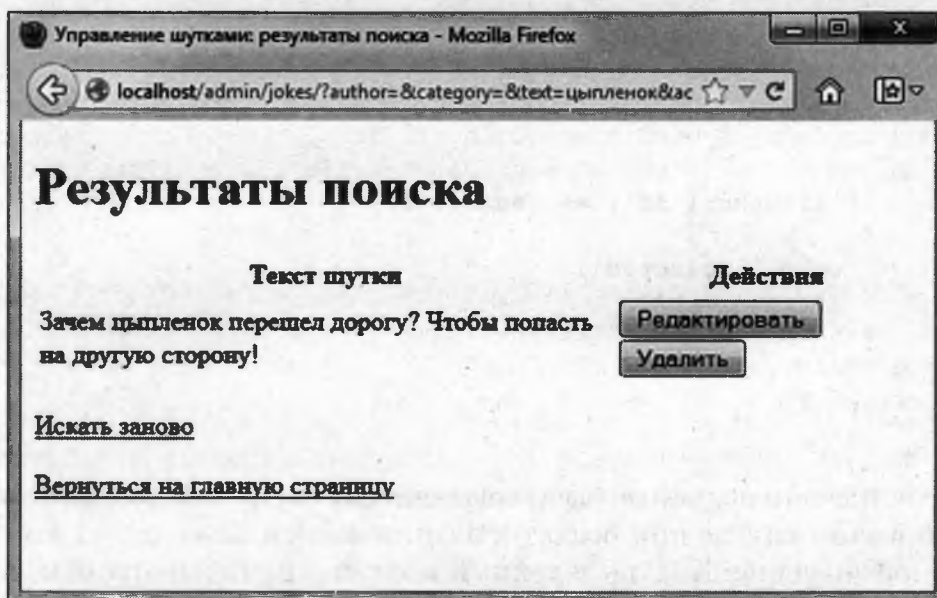 Управление шутками: результаты поиска - Mozilla Firefox
localhost/admin/jokes/?author=&category=&text=цыпленок&ac
Результаты поиска
Текст шутки Действия
Зачем цыпленок перешел дорогу? Чтобы попасть Редактировать
на другую сторону! Удалить
Искать заново
Вернуться на главную страницу